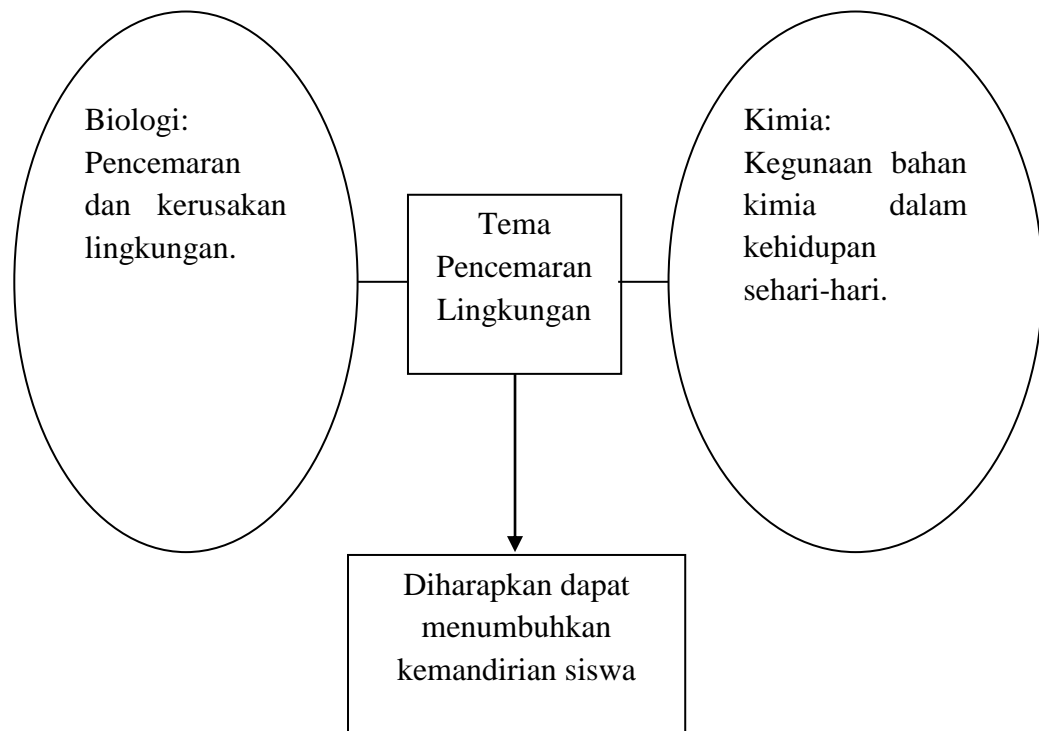 Biologi:
Pencemaran
dan kerusakan
lingkungan.
Tema
Pencemaran
Lingkungan
Kimia:
Kegunaan bahan
kimia dalam
kehidupan
sehari-hari.
Diharapkan dapat
menumbuhkan
kemandirian siswa